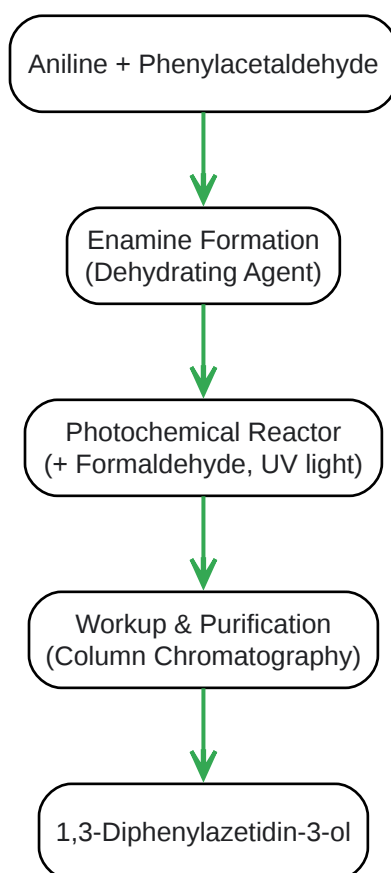 Aniline + Phenylacetaldehyde
Enamine Formation
(Dehydrating Agent)
Photochemical Reactor
(+ Formaldehyde, UV light)
Workup & Purification
(Column Chromatography)
1,3-Diphenylazetidin-3-ol